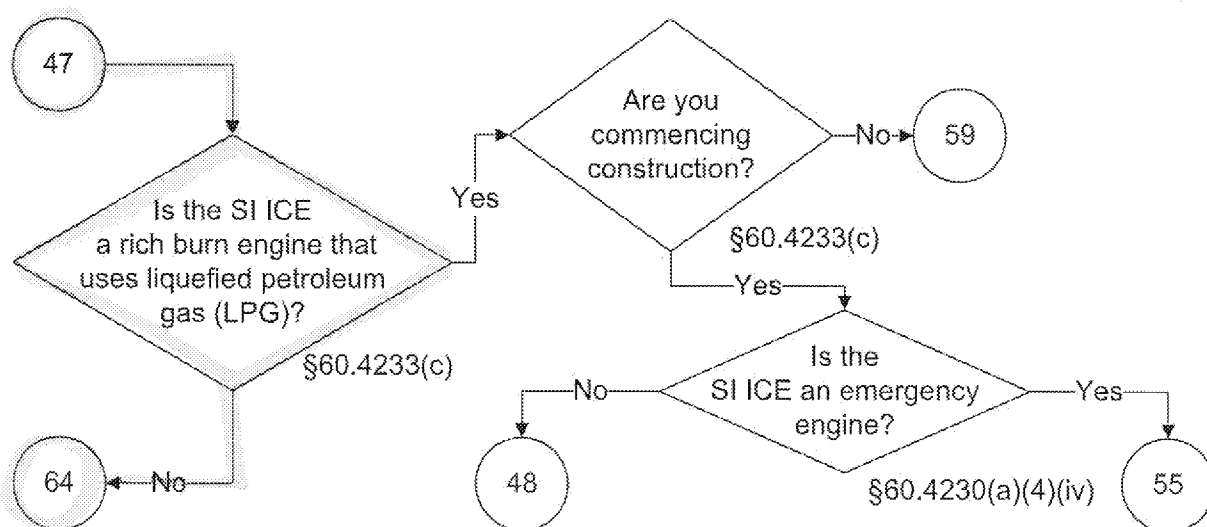 47
Is the SI ICE
a rich burn engine that
uses liquefied petroleum
gas (LPG)?
§60.4233(c)
No
64
Yes
Are you
commencing
construction?
§60.4233(c)
No
59
Yes
Is the
SI ICE an emergency
engine?
§60.4230(a)(4)(iv)
No
48
Yes
55